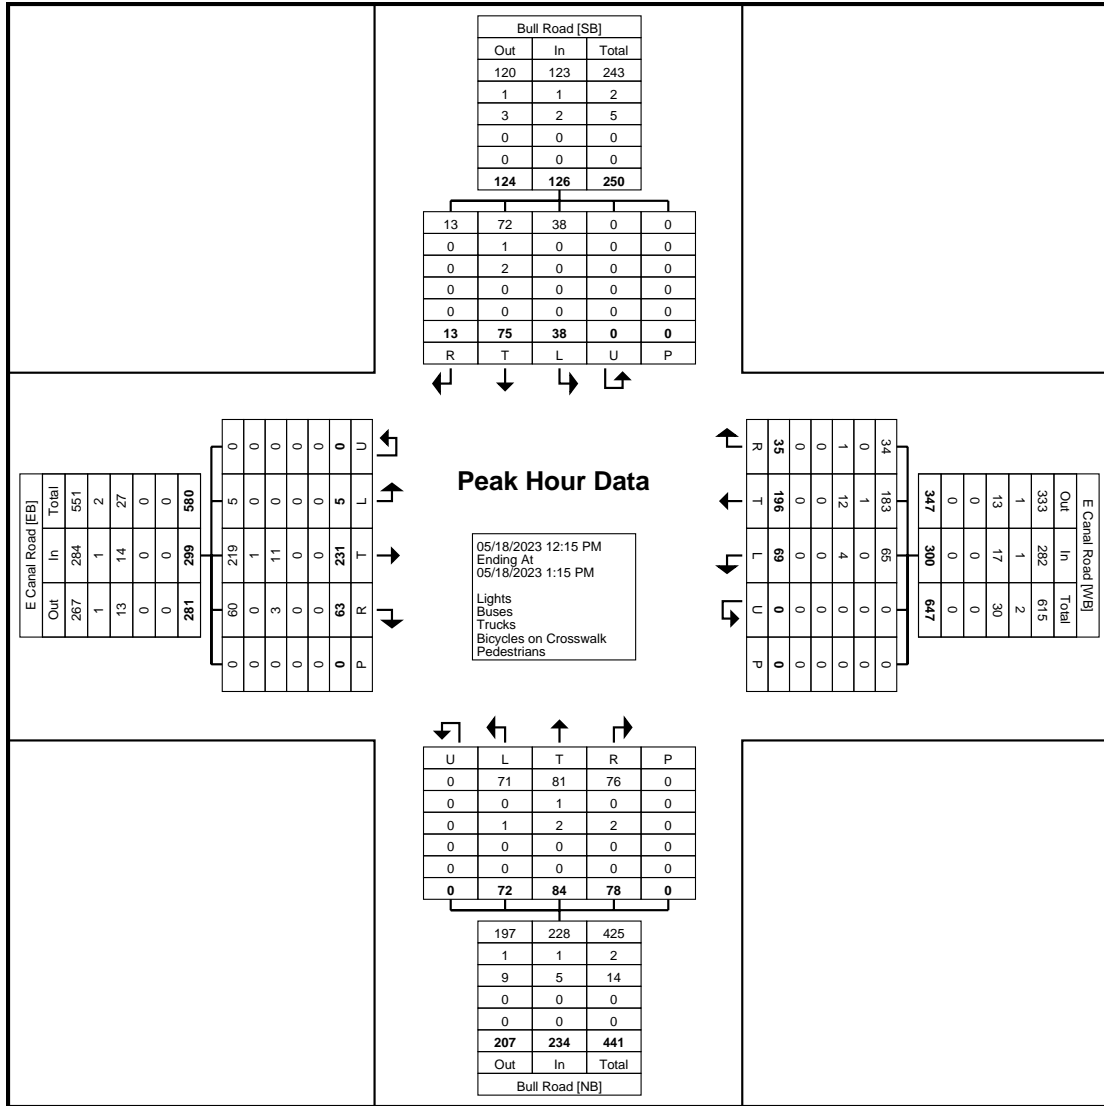 Bull Road [SB]
Out In Total
120 123 243
1 1 2
3 2 5
0 0 0
0 0 0
124 126 250
13 72 38 0 0
0 1 0 0 0
0 2 0 0 0
0 0 0 0 0
0 0 0 0 0
13 75 38 0 0
R T L U P
E Canal Road [EB]
Total In Out
551 284 267
2 1 1
27 14 13
0 0 0
0 0 0
580 299 281
0 5 219 60 0
0 0 1 0 0
0 0 11 3 0
0 0 0 0 0
0 0 0 0 0
0 5 231 63 0
U L T R P
Peak Hour Data
05/18/2023 12:15 PM
Ending At
05/18/2023 1:15 PM
Lights
Buses
Trucks
Bicycles on Crosswalk
Pedestrians
R T L U P
35 196 69 0 0
0 0 0 0 0
0 0 0 0 0
1 12 4 0 0
0 1 0 0 0
34 183 65 0 0
347 300 647
0 0 0
0 0 0
13 17 30
1 1 2
333 282 615
Out In Total
E Canal Road [WB]
U L T R P
0 71 81 76 0
0 0 1 0 0
0 1 2 2 0
0 0 0 0 0
0 0 0 0 0
0 72 84 78 0
197 228 425
1 1 2
9 5 14
0 0 0
0 0 0
207 234 441
Out In Total
Bull Road [NB]